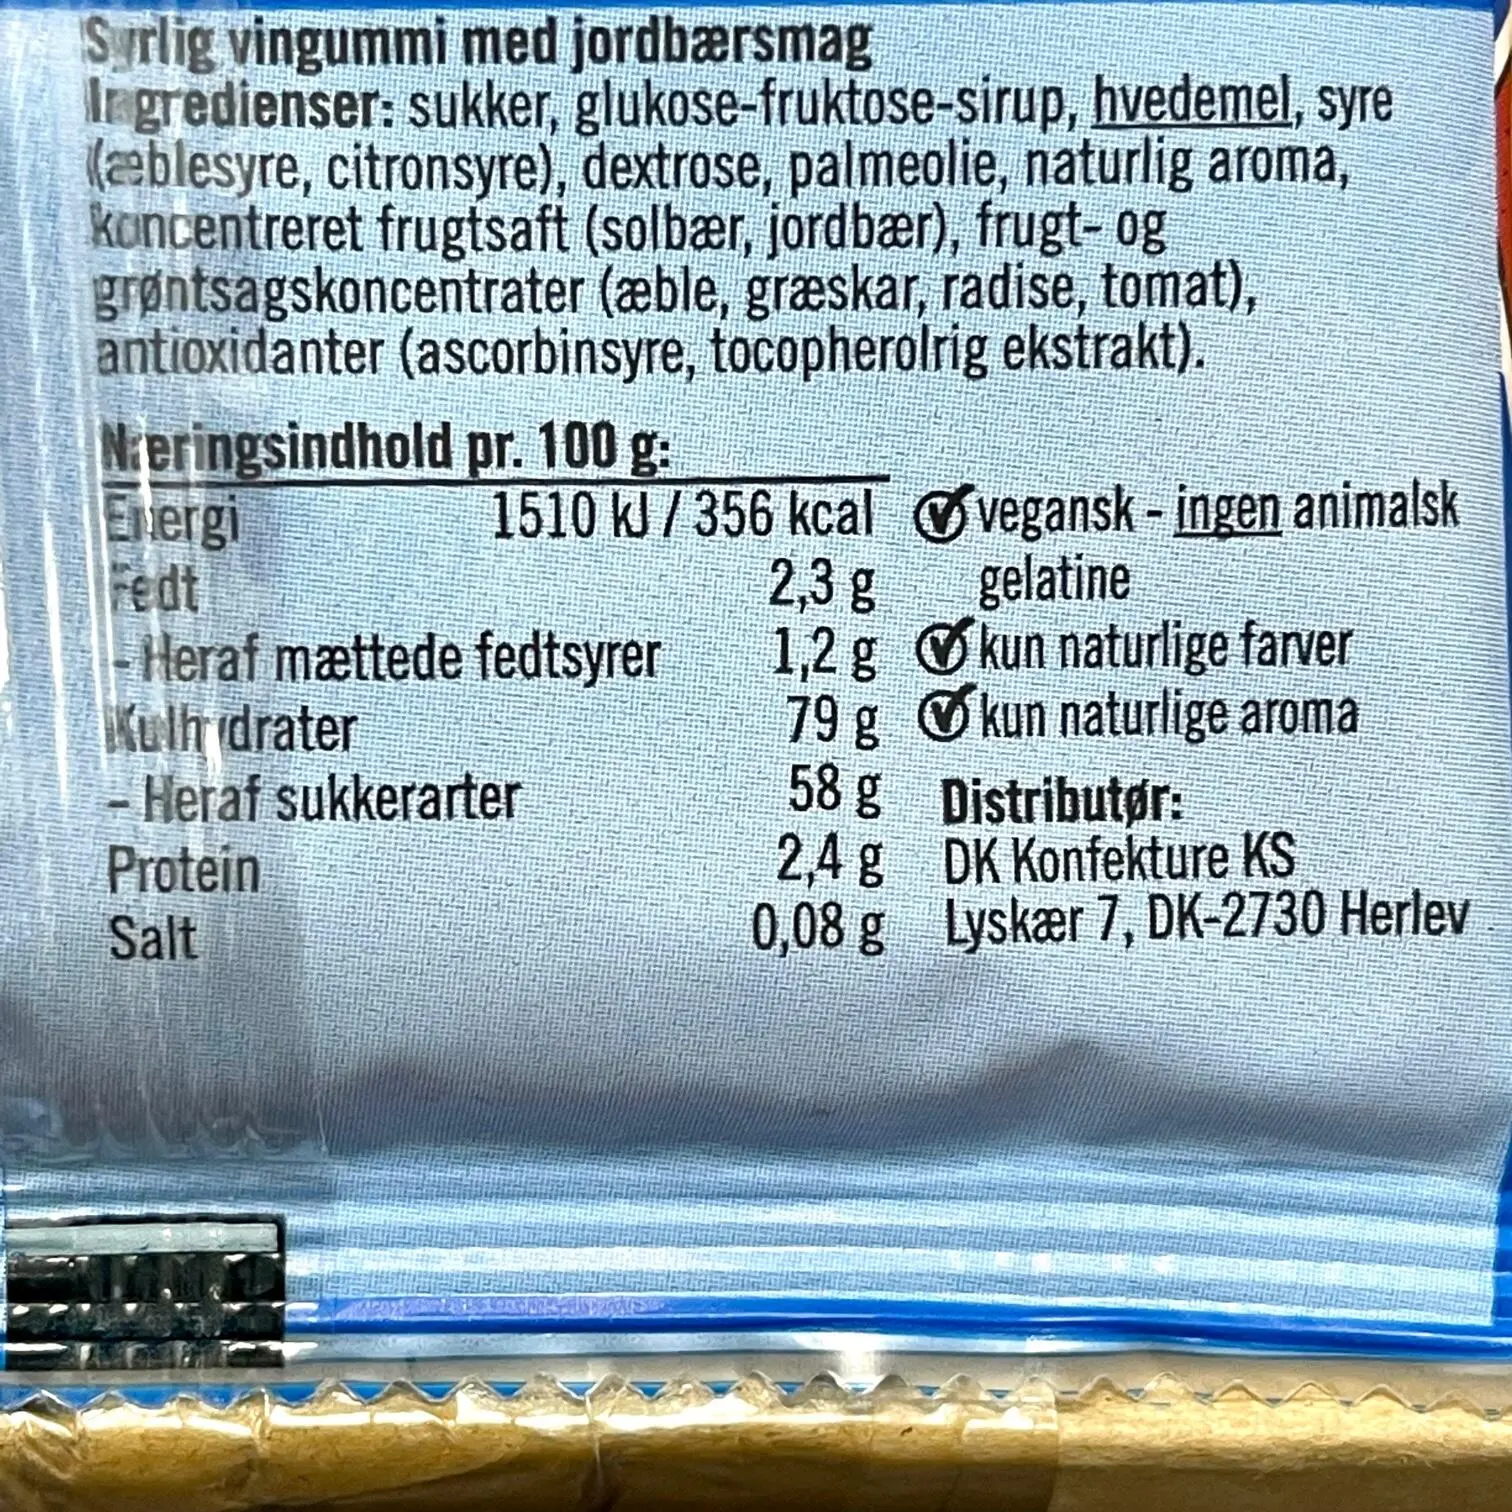 Syrlig vingummi med jordbærsmag
Ingredienser: sukker, glukose-fruktose-sirup, hvedemel, syre
(æblesyre, citronsyre), dextrose, palmeolie, naturlig aroma,
koncentreret frugtsaft (solbær, jordbær), frugt- og
grøntsagskoncentrater (æble, græskar, radise, tomat),
antioxidanter (ascorbinsyre, tocopherolrig ekstrakt).
Næringsindhold pr. 100 g:
Energi 1510 kJ / 356 kcal
Fedt 2,3 g
- Heraf mættede fedtsyrer 1,2 g
Kulhydrater 79 g
- Heraf sukkerarter 58 g
Protein 2,4 g
Salt 0,08 g
vegansk - ingen animalsk
gelatine
kun naturlige farver
kun naturlige aroma
Distributør:
DK Konfekture KS
Lyskær 7, DK-2730 Herlev